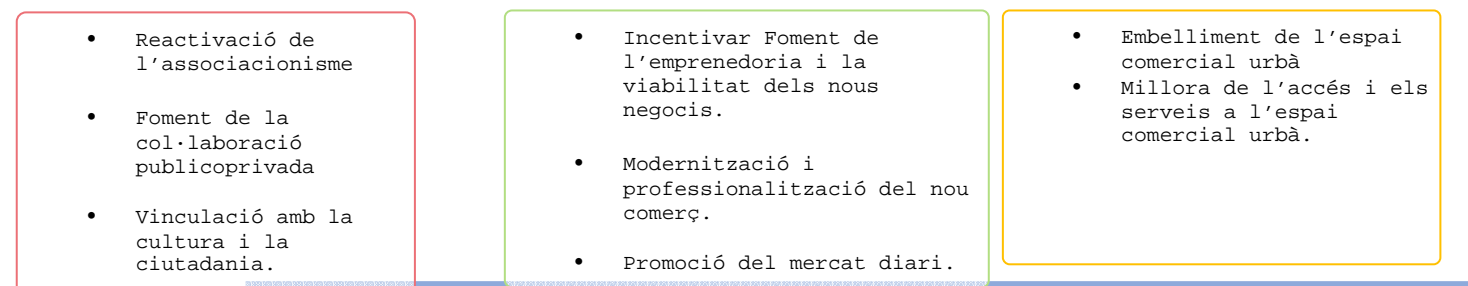 • Reactivació de
l’associacionisme
• Foment de la
col·laboració
publicoprivada
• Vinculació amb la
cultura i la
ciutadania.
• Incentivar Foment de
l’emprenedoria i la
viabilitat dels nous
negocis.
• Modernització i
professionalització del nou
comerç.
• Promoció del mercat diari.
• Embelliment de l’espai
comercial urbà
• Millora de l’accés i els
serveis a l’espai
comercial urbà.